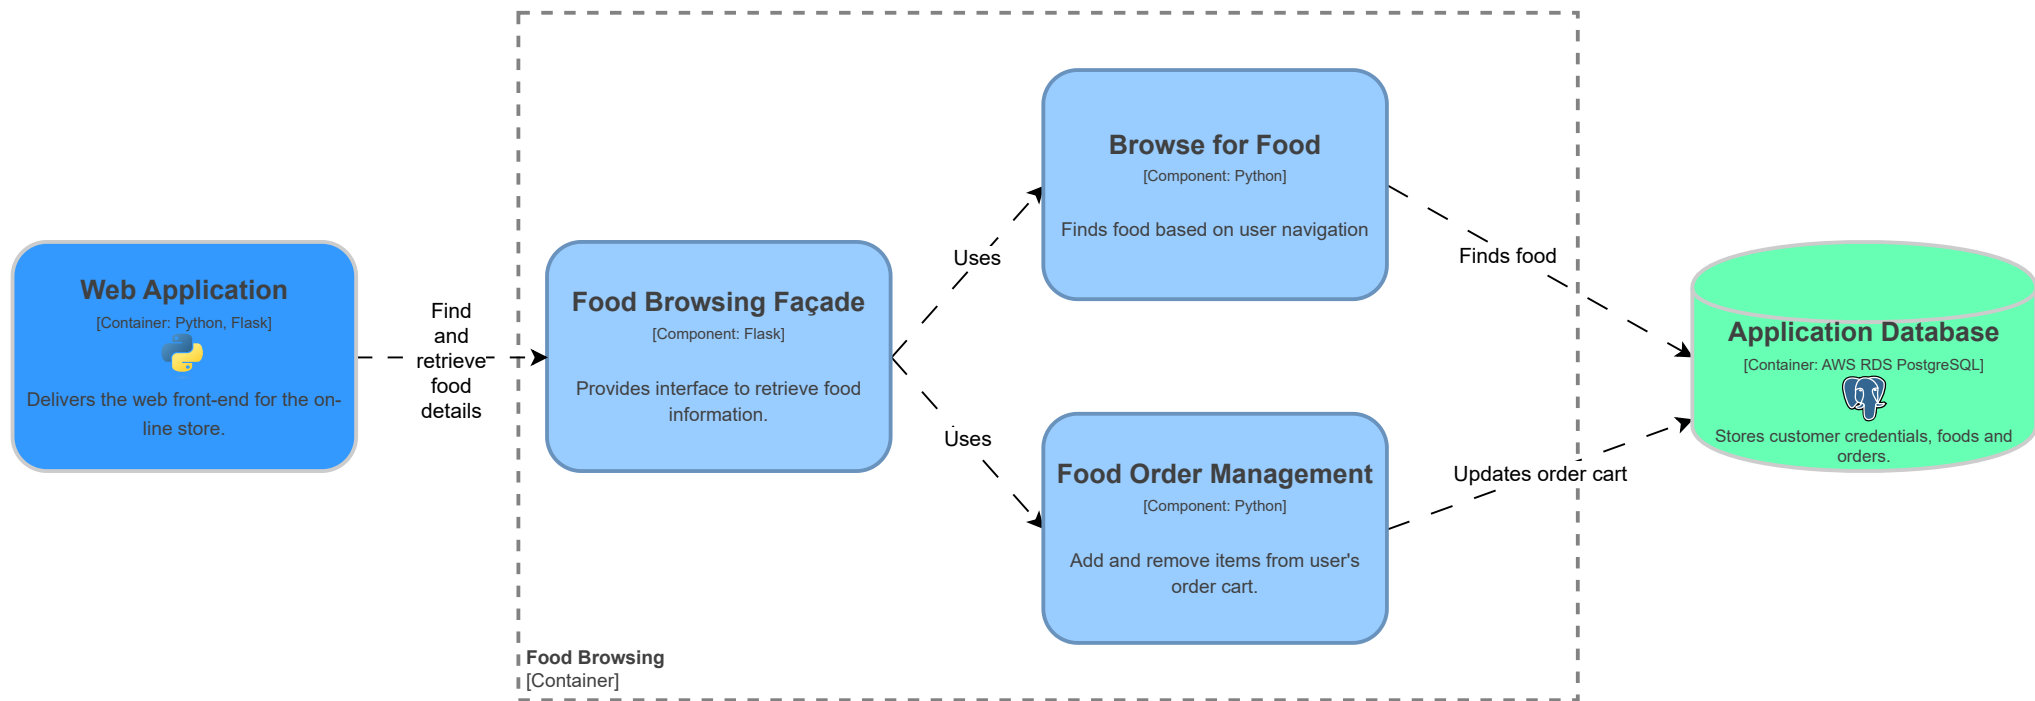 Web Application
[Container: Python, Flask]
Delivers the web front-end for the on-
line store.
Find
and
retrieve
food
details
Food Browsing Façade
[Component: Flask]
Provides interface to retrieve food
information.
Uses
Uses
Browse for Food
[Component: Python]
Finds food based on user navigation
Food Order Management
[Component: Python]
Add and remove items from user's
order cart.
Finds food
Updates order cart
Application Database
[Container: AWS RDS PostgreSQL]
Stores customer credentials, foods and
orders.
Food Browsing
[Container]